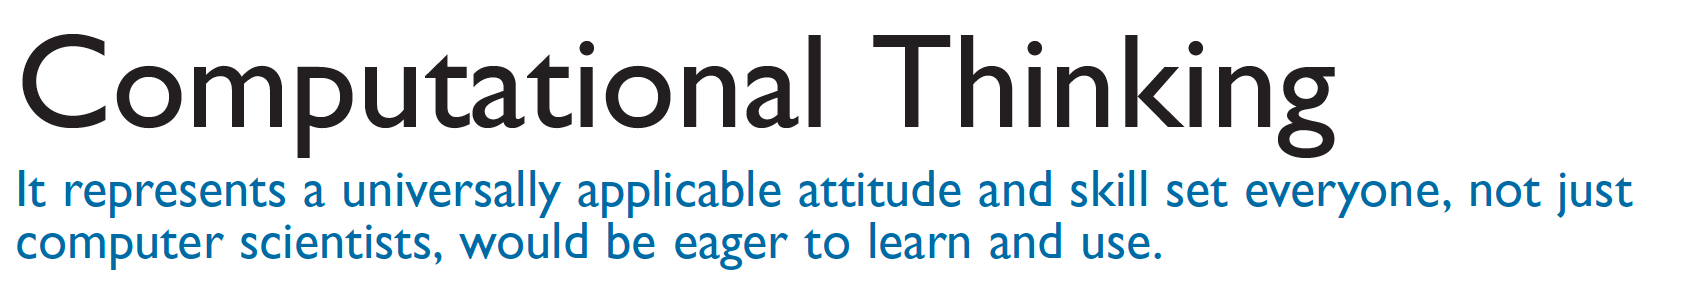 Computational Thinking
It represents a universally applicable attitude and skill set everyone, not just
computer scientists, would be eager to learn and use.